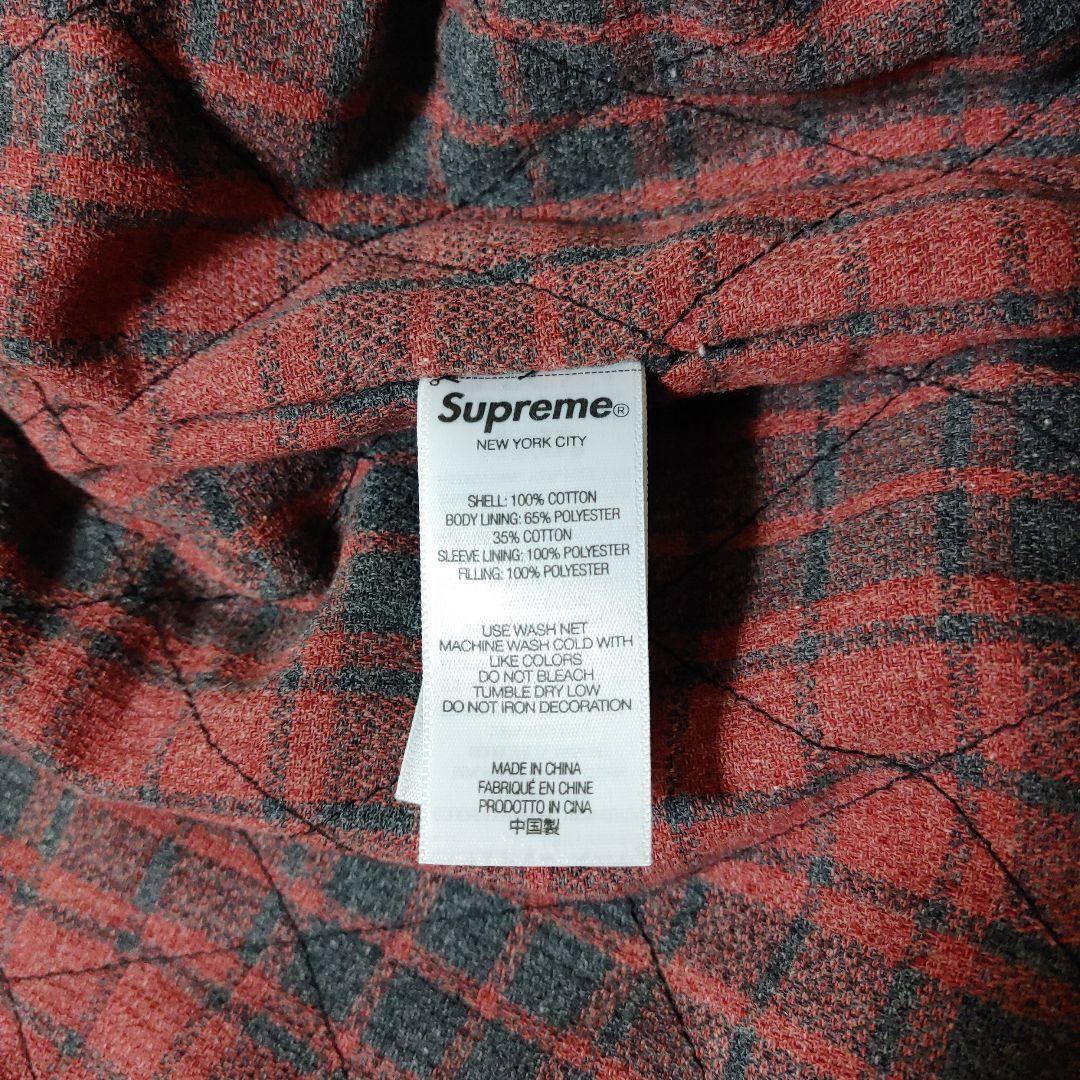 Supreme®
NEW YORK CITY
SHELL: 100% COTTON
BODY LINING: 65% POLYESTER
35% COTTON
SLEEVE LINING: 100% POLYESTER
FILLING: 100% POLYESTER
USE WASH NET
MACHINE WASH COLD WITH
LIKE COLORS
DO NOT BLEACH
TUMBLE DRY LOW
DO NOT IRON DECORATION
MADE IN CHINA
FABRIQUÉ EN CHINE
PRODOTTO IN CINA
中国製